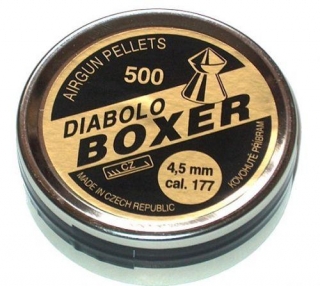 AIRGUN PELLETS
500
DIABOLO
BOXER
CZ
4,5 mm
cal. 177
MADE IN CZECH REPUBLIC
KOVOHUTĚ PŘÍBRAM